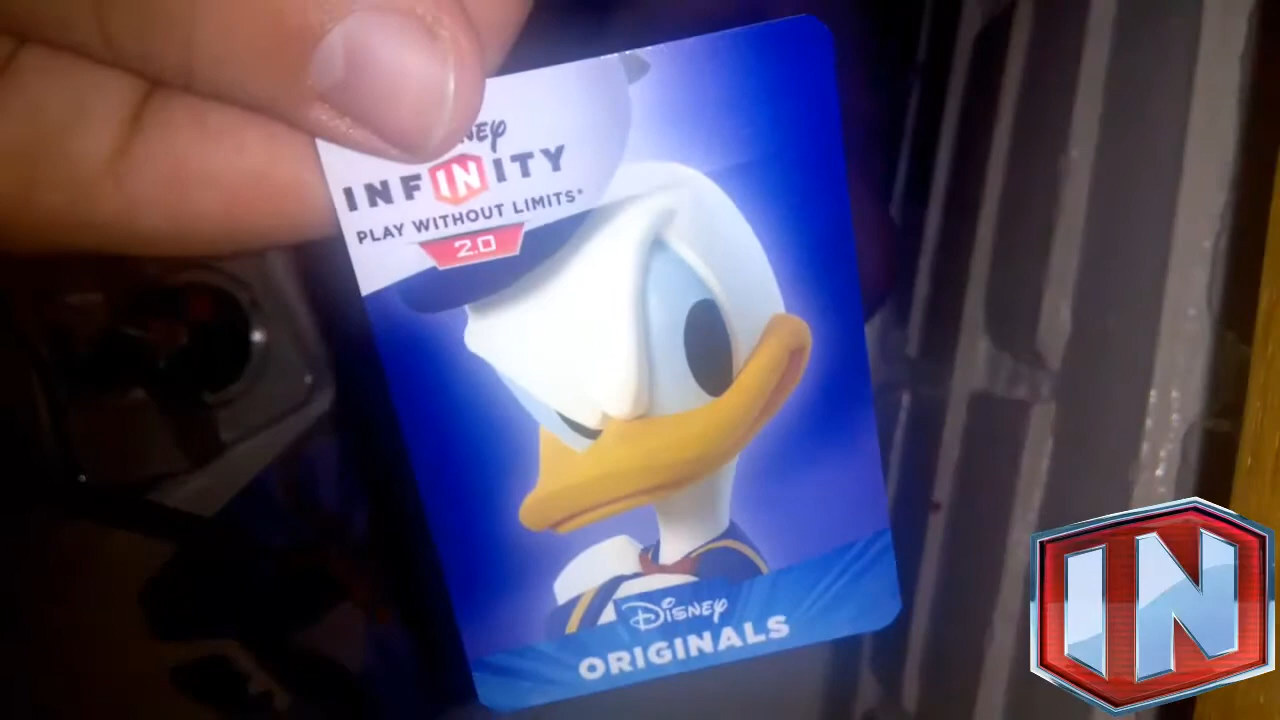 INFINITY
PLAY WITHOUT LIMITS
2.0
Disney
ORIGINALS
IN